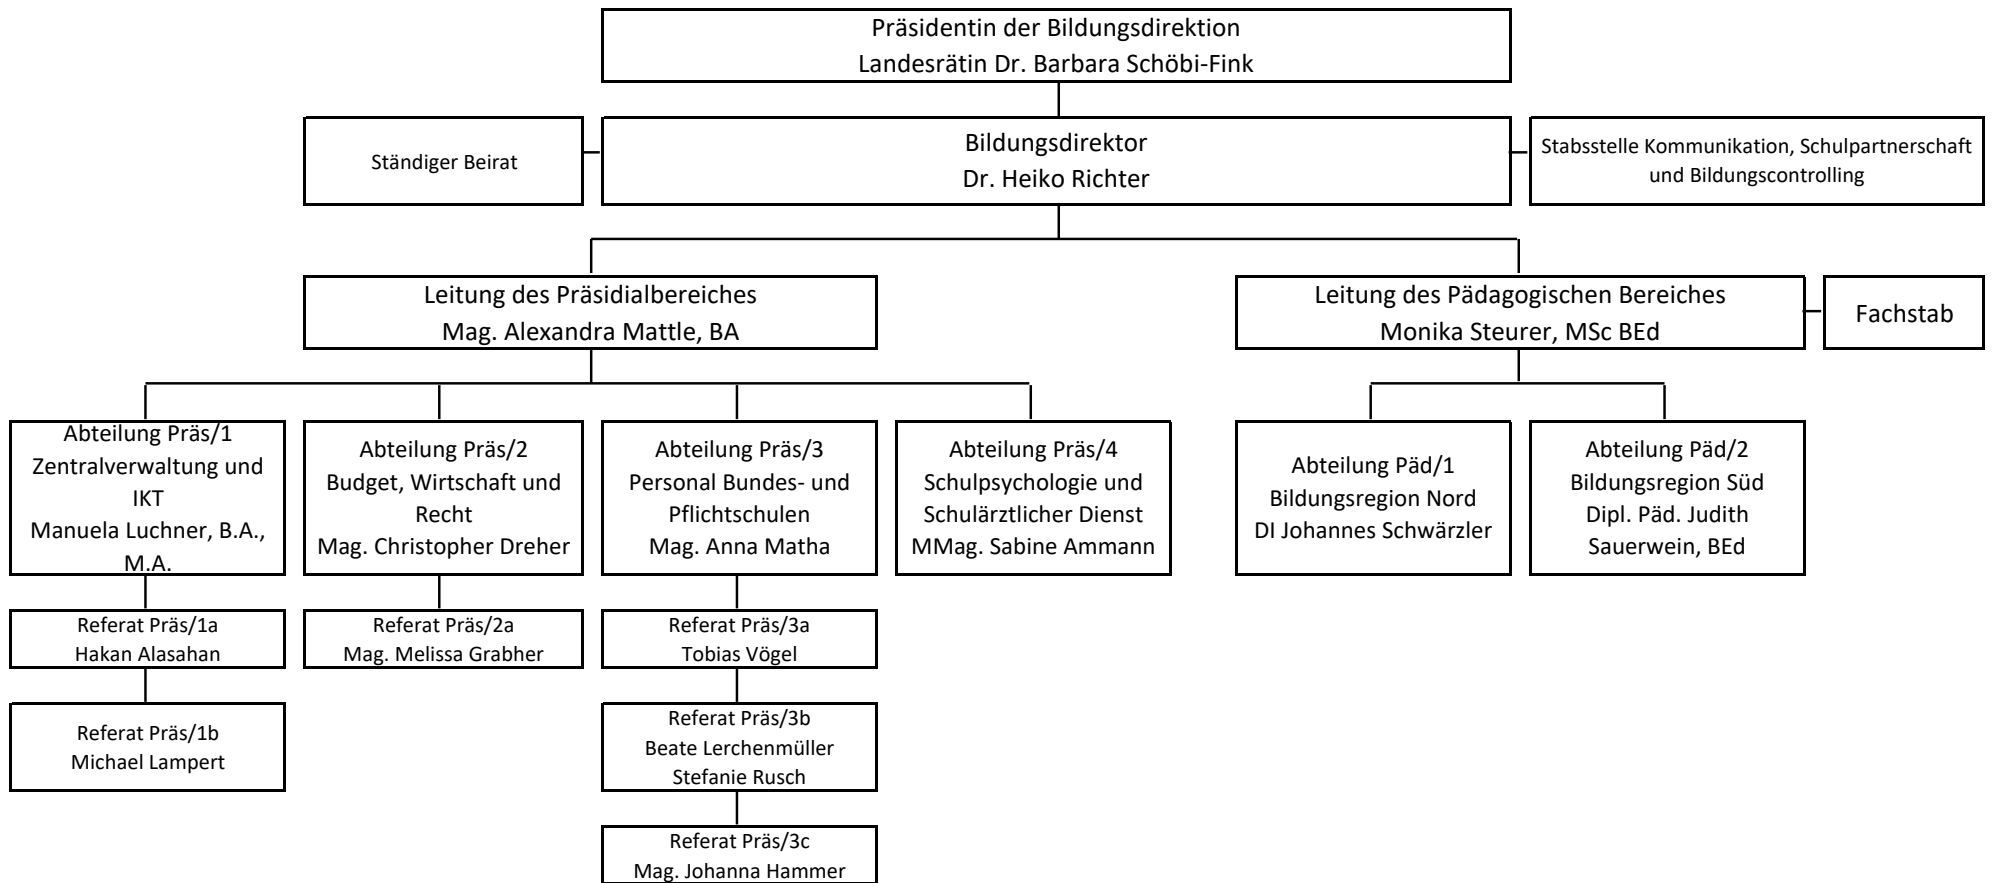 Präsidentin der Bildungsdirektion
Landesrätin Dr. Barbara Schöbi-Fink
Ständiger Beirat
Bildungsdirektor
Dr. Heiko Richter
Stabsstelle Kommunikation, Schulpartnerschaft
und Bildungscontrolling
Leitung des Präsidialbereiches
Mag. Alexandra Mattle, BA
Leitung des Pädagogischen Bereiches
Monika Steurer, MSc BEd
Fachstab
Abteilung Präs/1
Zentralverwaltung und
IKT
Manuela Luchner, B.A.,
M.A.
Abteilung Präs/2
Budget, Wirtschaft und
Recht
Mag. Christopher Dreher
Abteilung Präs/3
Personal Bundes- und
Pflichtschulen
Mag. Anna Matha
Abteilung Präs/4
Schulpsychologie und
Schulärztlicher Dienst
MMag. Sabine Ammann
Abteilung Päd/1
Bildungsregion Nord
DI Johannes Schwärzler
Abteilung Päd/2
Bildungsregion Süd
Dipl. Päd. Judith
Sauerwein, BEd
Referat Präs/1a
Hakan Alasahan
Referat Präs/2a
Mag. Melissa Grabher
Referat Präs/3a
Tobias Vögel
Referat Präs/1b
Michael Lampert
Referat Präs/3b
Beate Lerchenmüller
Stefanie Rusch
Referat Präs/3c
Mag. Johanna Hammer